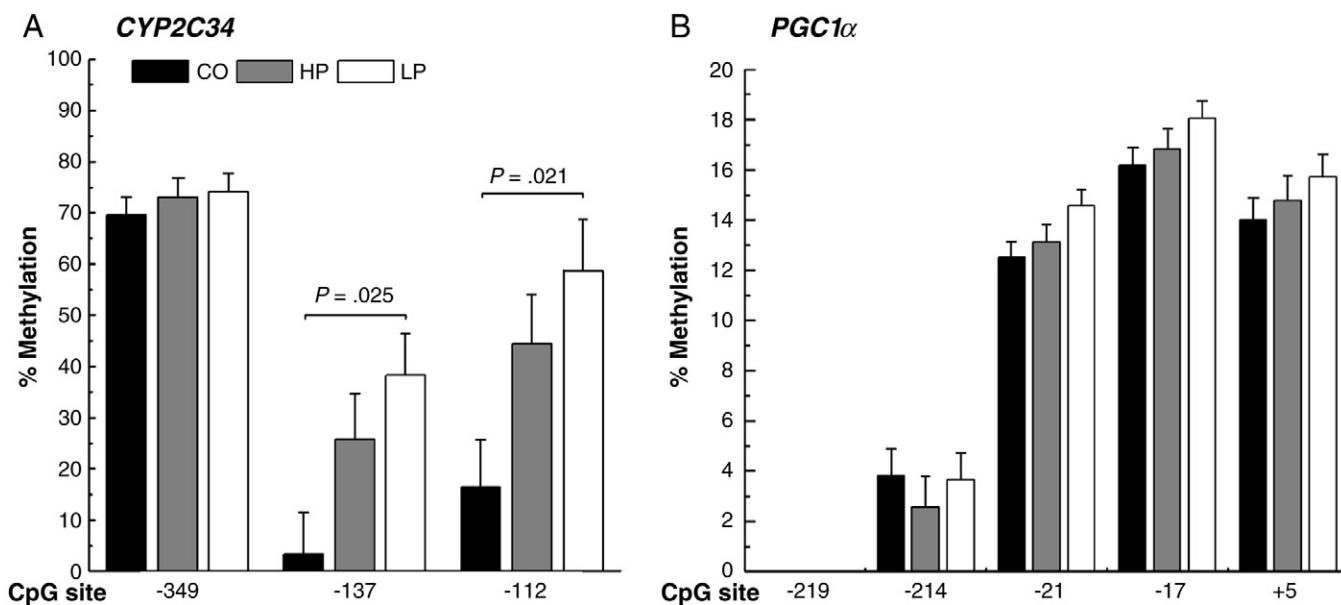 A CYP2C34
100
90
80
70
60
50
40
30
20
10
0
% Methylation
CO HP LP
P = .025
P = .021
CpG site -349 -137 -112
B PGC1α
20
18
16
14
12
10
8
6
4
2
0
% Methylation
CpG site -219 -214 -21 -17 +5